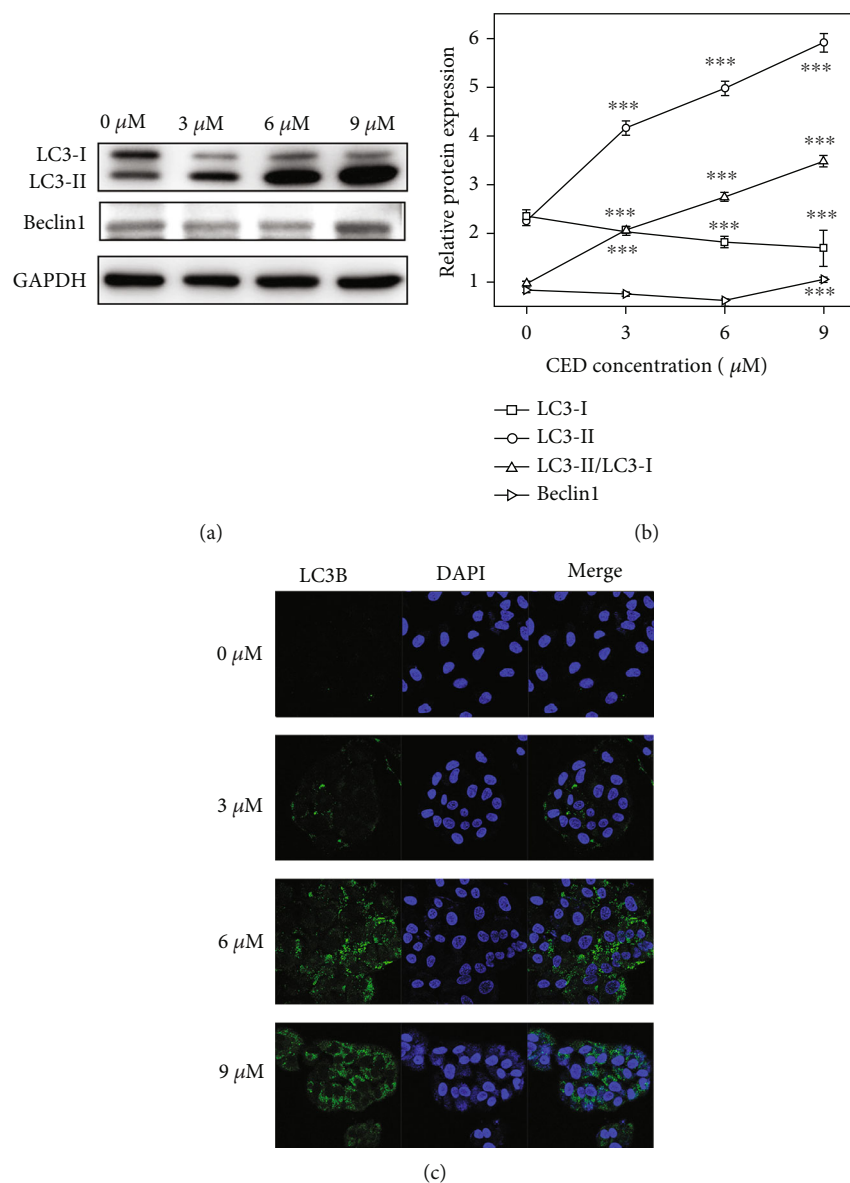 0 μM 3 μM 6 μM 9 μM
LC3-I
LC3-II
Beclin1
GAPDH
(a)
Relative protein expression
6
5
4
3
2
1
***
***
***
***
***
***
***
***
***
***
0 3 6 9
CED concentration ( μM)
LC3-I
LC3-II
LC3-II/LC3-I
Beclin1
(b)
LC3B DAPI Merge
0 μM
3 μM
6 μM
9 μM
(c)